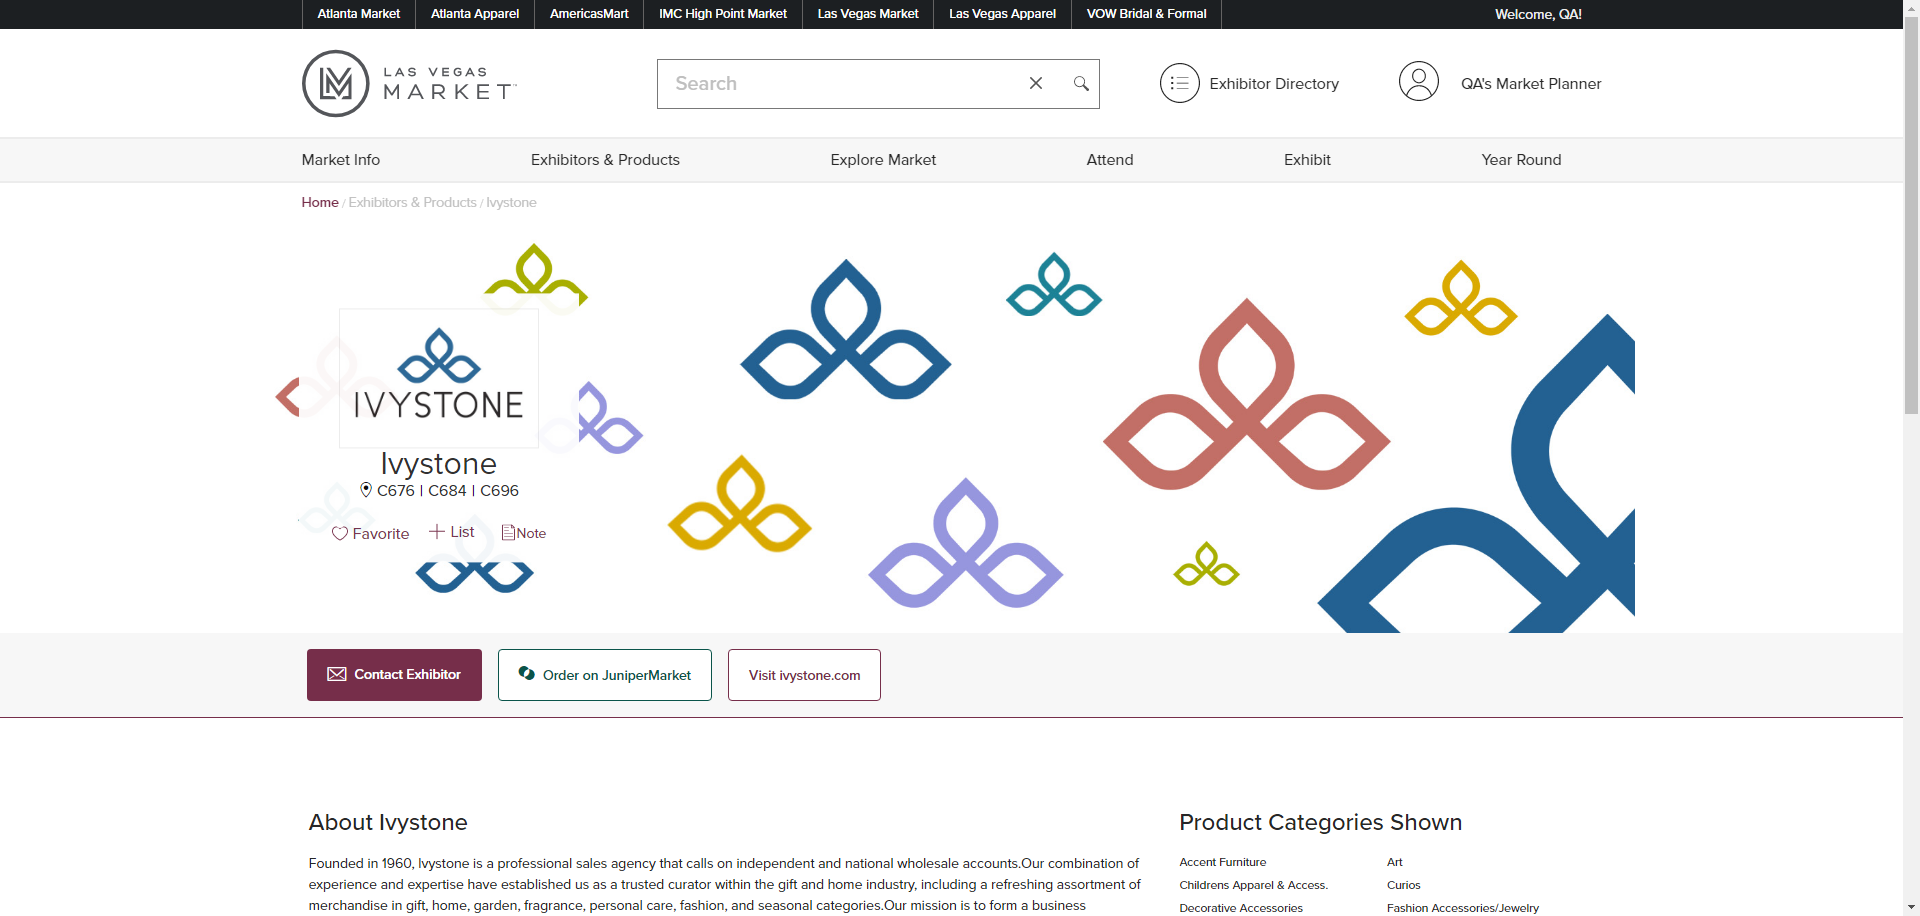 Atlanta Market Atlanta Apparel AmericasMart IMC High Point Market Las Vegas Market Las Vegas Apparel VOW Bridal & Formal Welcome, QA!
LAS VEGAS
MARKET
Search
Exhibitor Directory
QA's Market Planner
Market Info Exhibitors & Products Explore Market Attend Exhibit Year Round
Home / Exhibitors & Products / Ivystone
IVYSTONE
Ivystone
C676 | C684 | C696
Favorite List Note
Contact Exhibitor Order on JuniperMarket Visit ivystone.com
About Ivystone
Founded in 1960, Ivystone is a professional sales agency that calls on independent and national wholesale accounts.Our combination of
experience and expertise have established us as a trusted curator within the gift and home industry, including a refreshing assortment of
merchandise in gift, home, garden, fragrance, personal care, fashion, and seasonal categories.Our mission is to form a business
Product Categories Shown
Accent Furniture Art
Childrens Apparel & Access. Curios
Decorative Accessories Fashion Accessories/Jewelry